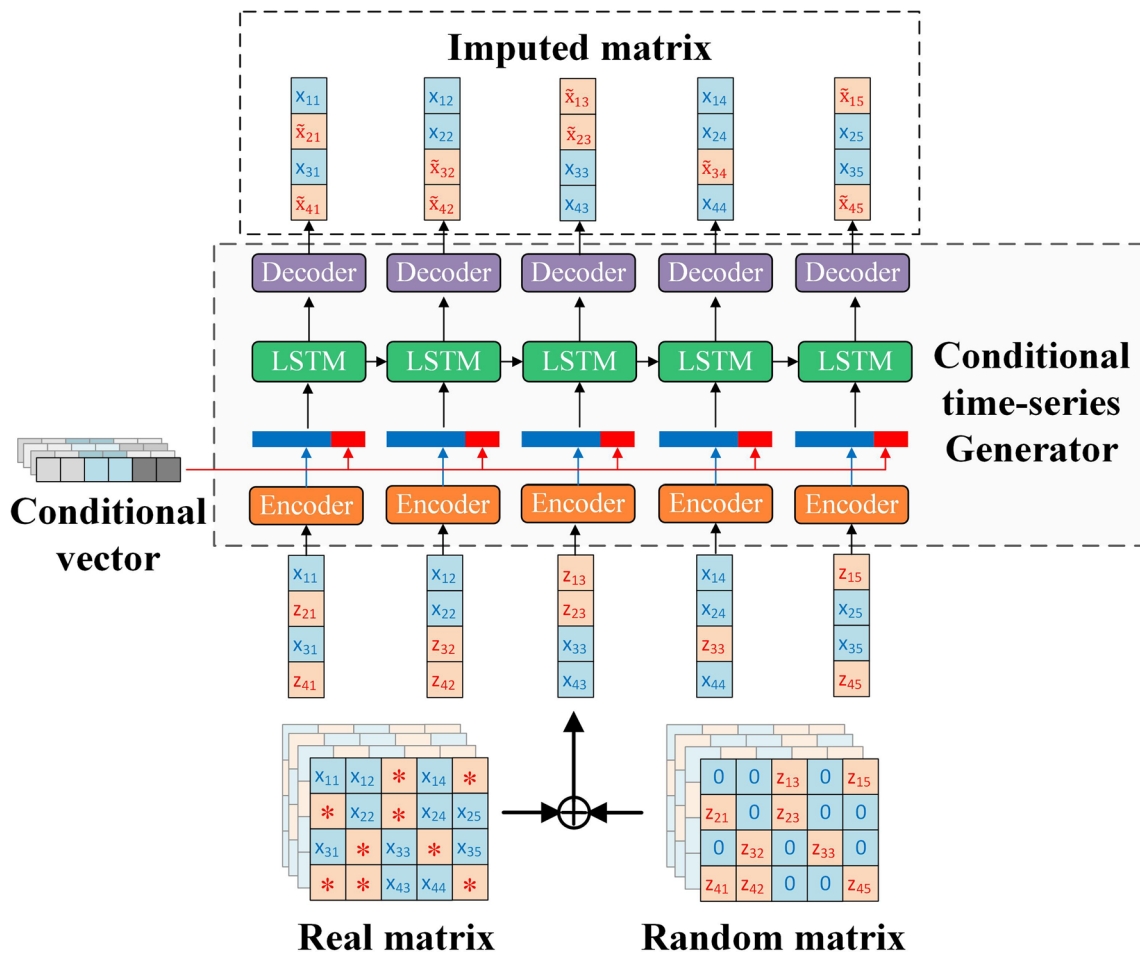 Imputed matrix
x11 x12 x̃13 x14 x̃15
x̃21 x22 x̃23 x24 x25
x31 x̃32 x33 x̃34 x35
x̃41 x̃42 x43 x44 x̃45
Decoder Decoder Decoder Decoder Decoder
LSTM LSTM LSTM LSTM LSTM
Conditional
time-series
Generator
Conditional
vector
Encoder Encoder Encoder Encoder Encoder
x11 x12 z13 x14 z15
z21 x22 z23 x24 x25
x31 z32 x33 z33 x35
z41 z42 x43 x44 z45
x11 x12 * x14 *
* x22 * x24 x25
x31 * x33 * x35
* * x43 x44 *
Real matrix
0 0 z13 0 z15
z21 0 z23 0 0
0 z32 0 z33 0
z41 z42 0 0 z45
Random matrix